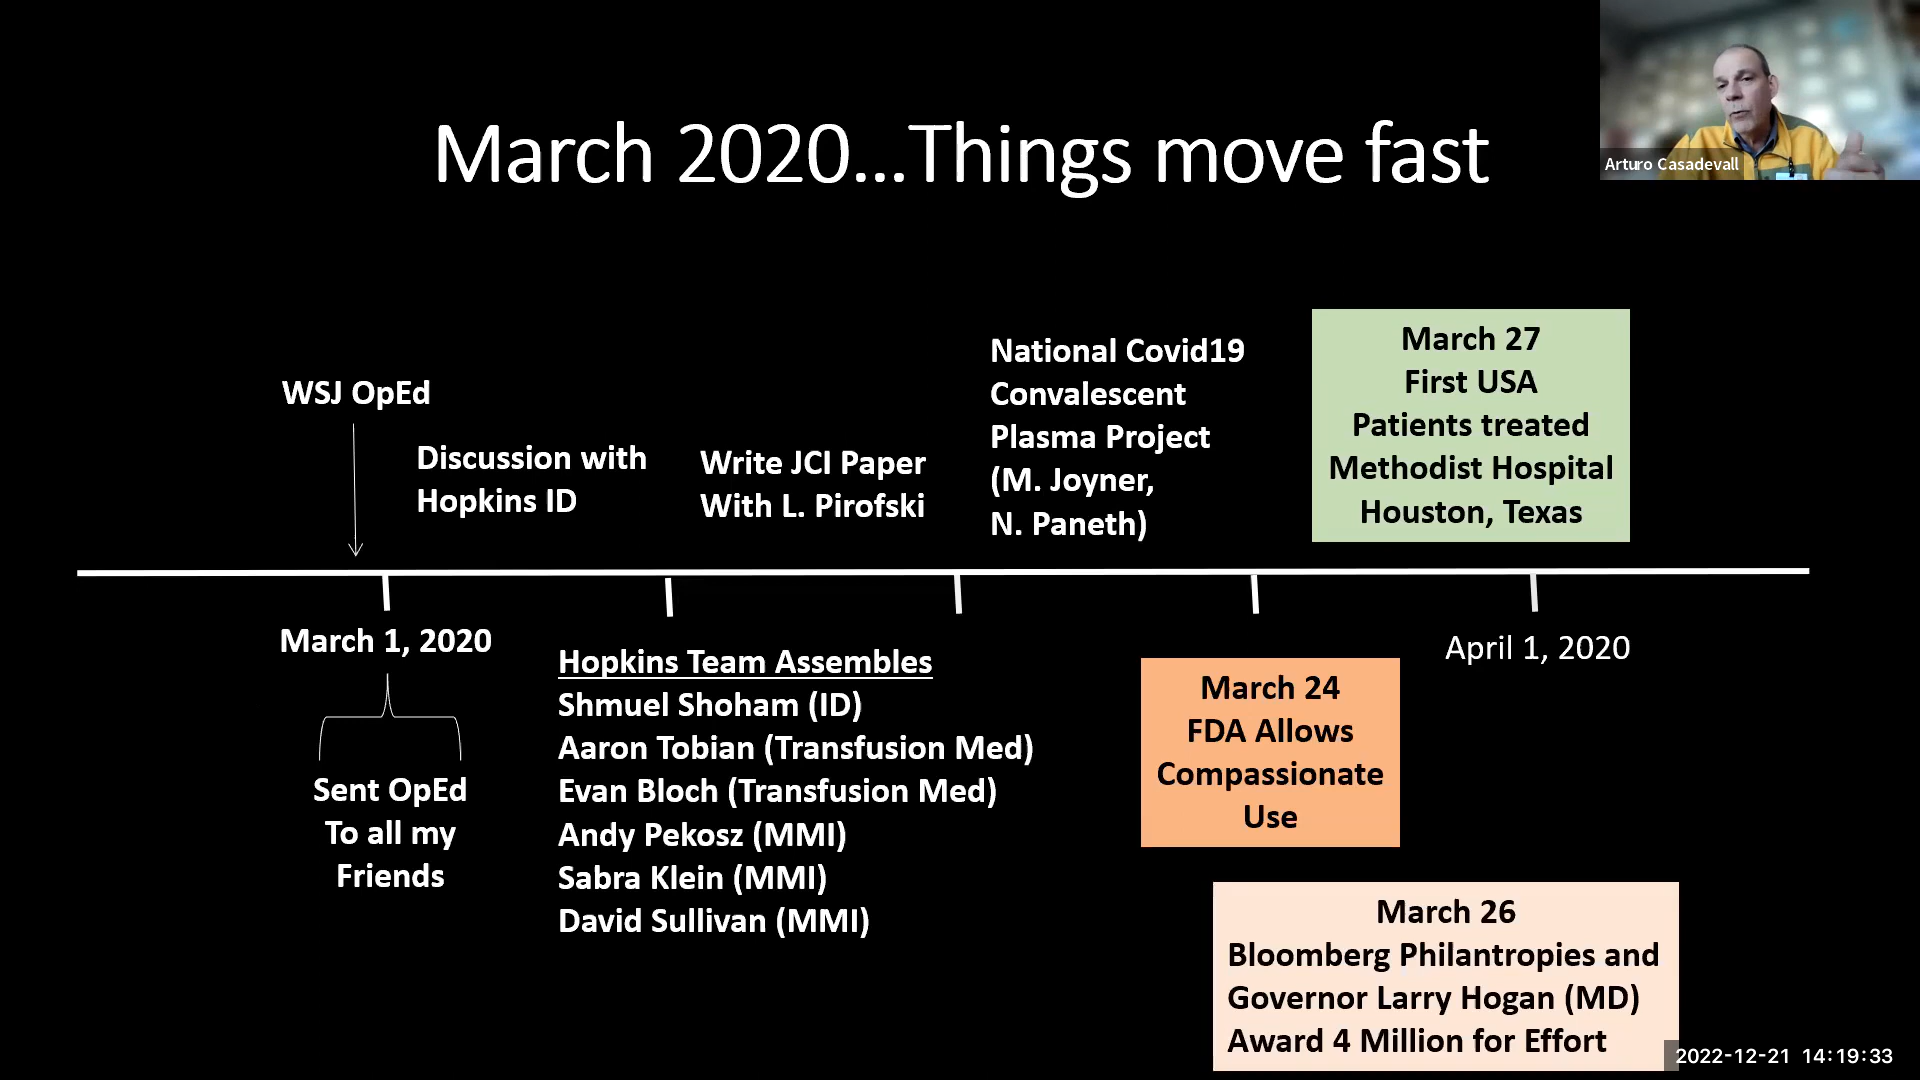 March 2020...Things move fast
Arturo Casadevall
WSJ OpEd
Discussion with
Hopkins ID
Write JCI Paper
With L. Pirofski
National Covid19
Convalescent
Plasma Project
(M. Joyner,
N. Paneth)
March 27
First USA
Patients treated
Methodist Hospital
Houston, Texas
March 1, 2020
Sent OpEd
To all my
Friends
Hopkins Team Assembles
Shmuel Shoham (ID)
Aaron Tobian (Transfusion Med)
Evan Bloch (Transfusion Med)
Andy Pekosz (MMI)
Sabra Klein (MMI)
David Sullivan (MMI)
March 24
FDA Allows
Compassionate
Use
April 1, 2020
March 26
Bloomberg Philantropies and
Governor Larry Hogan (MD)
Award 4 Million for Effort
2022-12-21 14:19:33